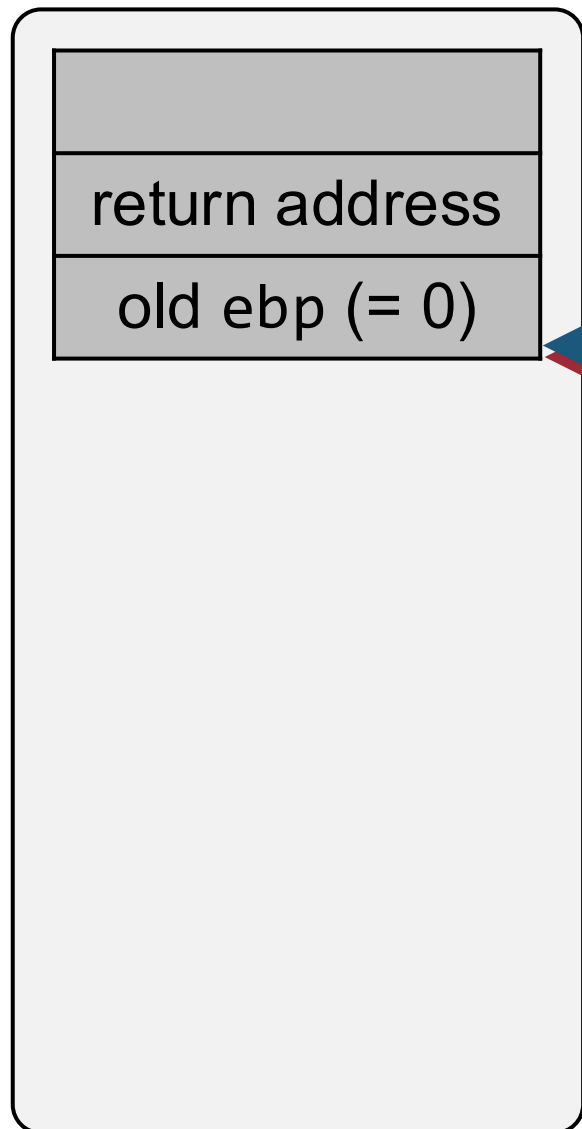 return address
old ebp (= 0)